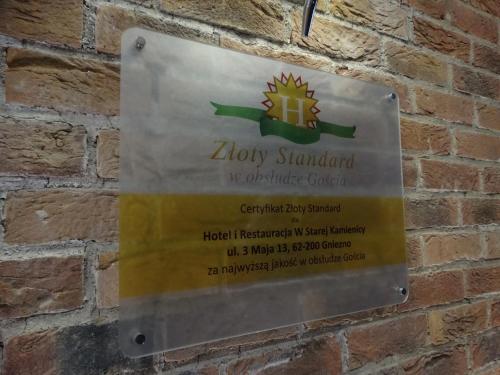 H
Złoty Standard
w obsłudze Gościa
Certyfikat Złoty Standard
dla
Hotel i Restauracja W Starej Kamienicy
ul. 3 Maja 13, 62-200 Gniezno
za najwyższą jakość w obsłudze Gościa